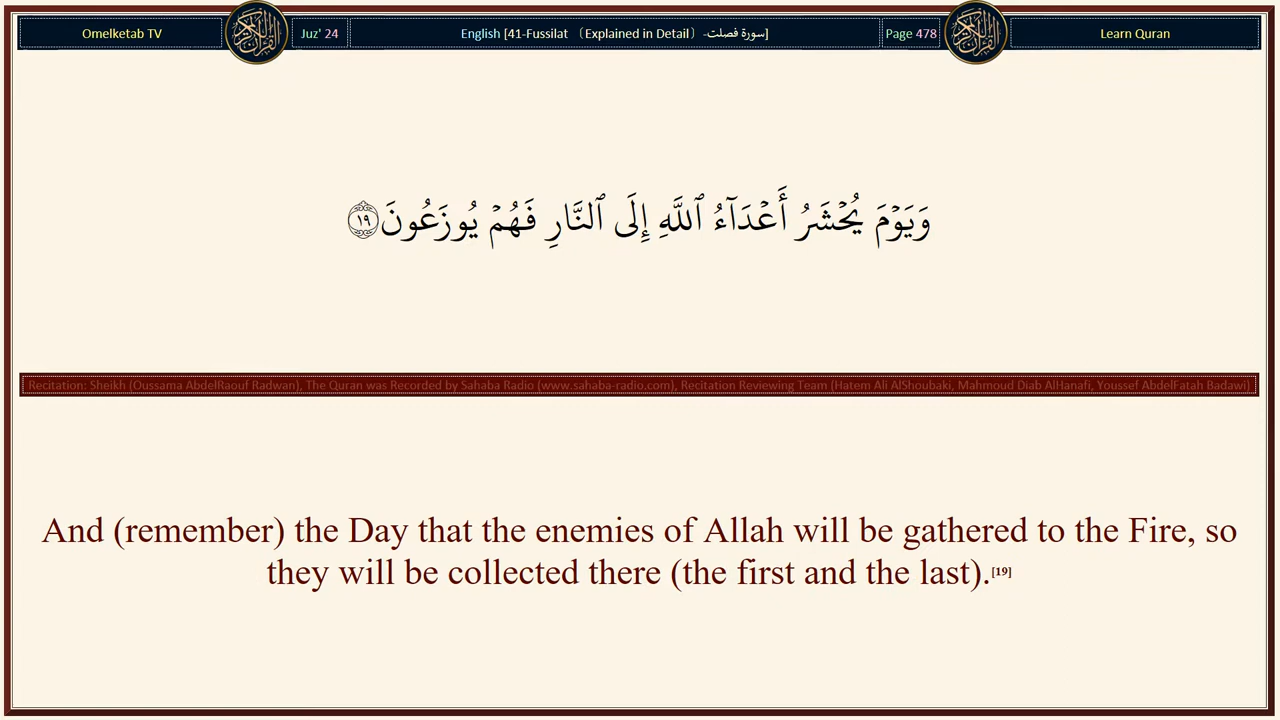 Omelketab TV
Juz' 24
English [41-Fussilat （Explained in Detail） -سورة فصلت]
Page 478
Learn Quran
وَيَوْمَ يُحْشَرُ أَعْدَآءُ ٱللَّهِ إِلَى ٱلنَّارِ فَهُمْ يُوزَعُونَ ١٩
Recitation: Sheikh (Oussama AbdelRaouf Radwan), The Quran was Recorded by Sahaba Radio (www.sahaba-radio.com), Recitation Reviewing Team (Hatem Ali AlShoubaki, Mahmoud Diab AlHanafi, Youssef AbdelFatah Badawi)
And (remember) the Day that the enemies of Allah will be gathered to the Fire, so
they will be collected there (the first and the last).[19]